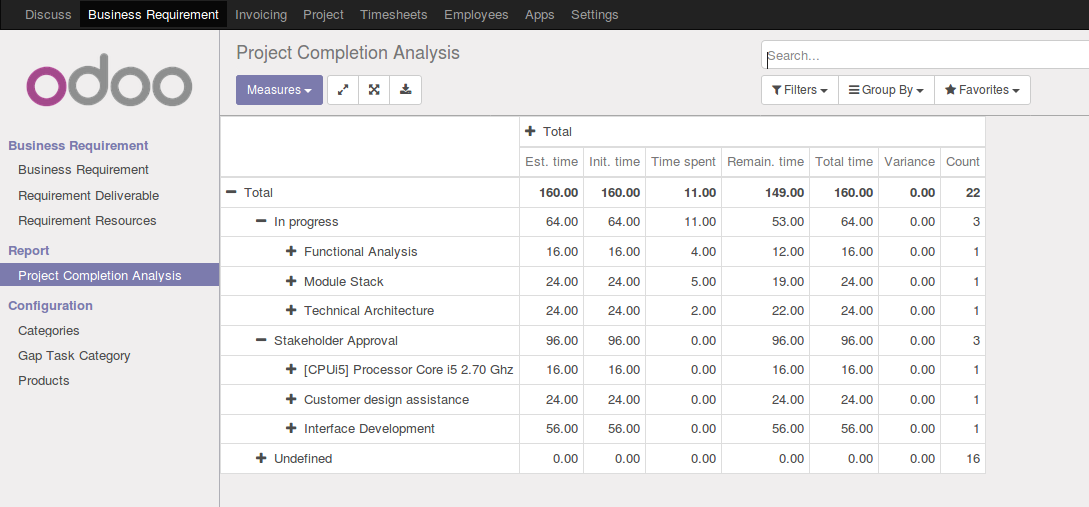 Discuss Business Requirement Invoicing Project Timesheets Employees Apps Settings
odoo
Business Requirement
Business Requirement
Requirement Deliverable
Requirement Resources
Report
Project Completion Analysis
Configuration
Categories
Gap Task Category
Products
Project Completion Analysis
Search...
Measures
Filters Group By Favorites
Total
Est. time Init. time Time spent Remain. time Total time Variance Count
Total 160.00 160.00 11.00 149.00 160.00 0.00 22
In progress 64.00 64.00 11.00 53.00 64.00 0.00 3
Functional Analysis 16.00 16.00 4.00 12.00 16.00 0.00 1
Module Stack 24.00 24.00 5.00 19.00 24.00 0.00 1
Technical Architecture 24.00 24.00 2.00 22.00 24.00 0.00 1
Stakeholder Approval 96.00 96.00 0.00 96.00 96.00 0.00 3
[CPUi5] Processor Core i5 2.70 Ghz 16.00 16.00 0.00 16.00 16.00 0.00 1
Customer design assistance 24.00 24.00 0.00 24.00 24.00 0.00 1
Interface Development 56.00 56.00 0.00 56.00 56.00 0.00 1
Undefined 0.00 0.00 0.00 0.00 0.00 0.00 16